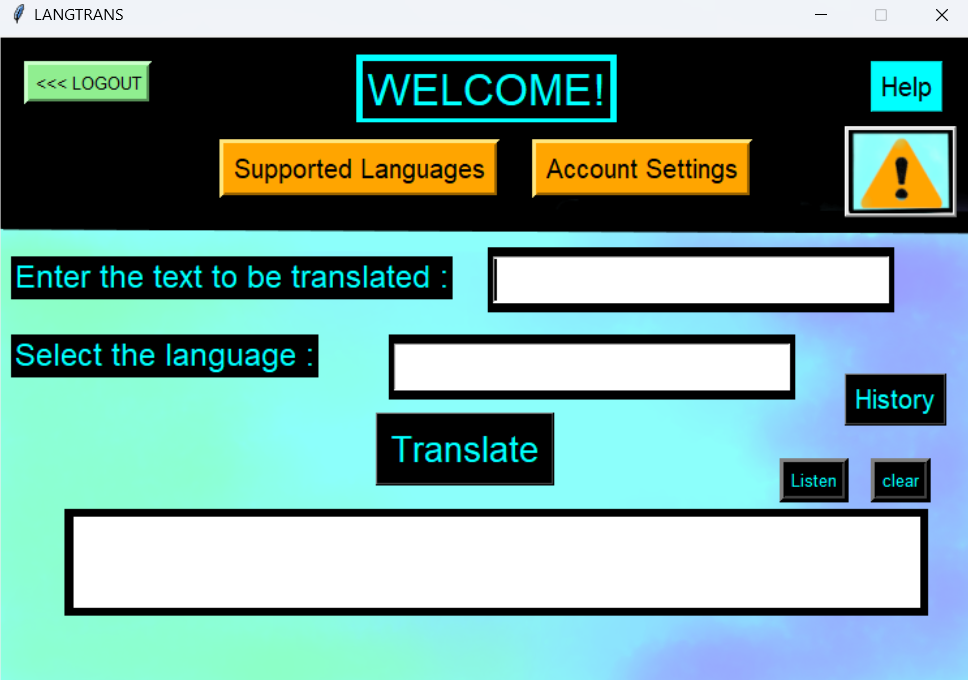 LANGTRANS
<<< LOGOUT
WELCOME!
Help
Supported Languages
Account Settings
Enter the text to be translated :
Select the language :
History
Translate
Listen
clear